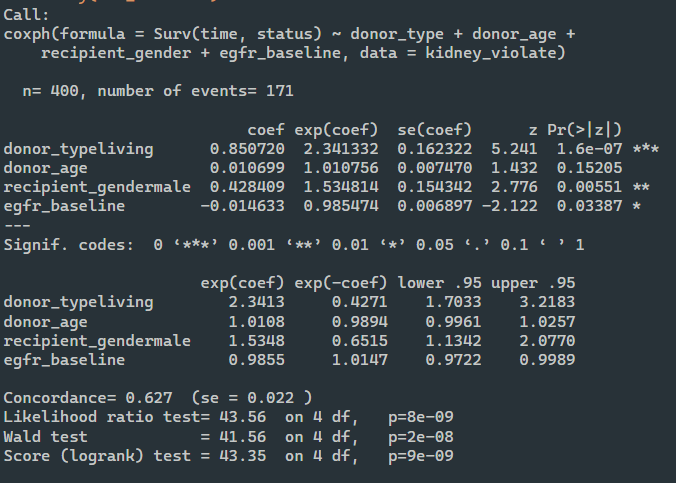 Call:
coxph(formula = Surv(time, status) ~ donor_type + donor_age +
    recipient_gender + egfr_baseline, data = kidney_violate)
  n= 400, number of events= 171
                          coef exp(coef)  se(coef)      z Pr(>|z|)
donor_typeliving      0.850720  2.341332  0.162322  5.241  1.6e-07 ***
donor_age             0.010699  1.010756  0.007470  1.432  0.15205
recipient_gendermale  0.428409  1.534814  0.154342  2.776  0.00551 **
egfr_baseline        -0.014633  0.985474  0.006897 -2.122  0.03387 *
---
Signif. codes:  0 ‘***’ 0.001 ‘**’ 0.01 ‘*’ 0.05 ‘.’ 0.1 ‘ ’ 1
                     exp(coef) exp(-coef) lower .95 upper .95
donor_typeliving        2.3413     0.4271    1.7033    3.2183
donor_age               1.0108     0.9894    0.9961    1.0257
recipient_gendermale    1.5348     0.6515    1.1342    2.0770
egfr_baseline           0.9855     1.0147    0.9722    0.9989
Concordance= 0.627  (se = 0.022 )
Likelihood ratio test= 43.56  on 4 df,   p=8e-09
Wald test            = 41.56  on 4 df,   p=2e-08
Score (logrank) test = 43.35  on 4 df,   p=9e-09